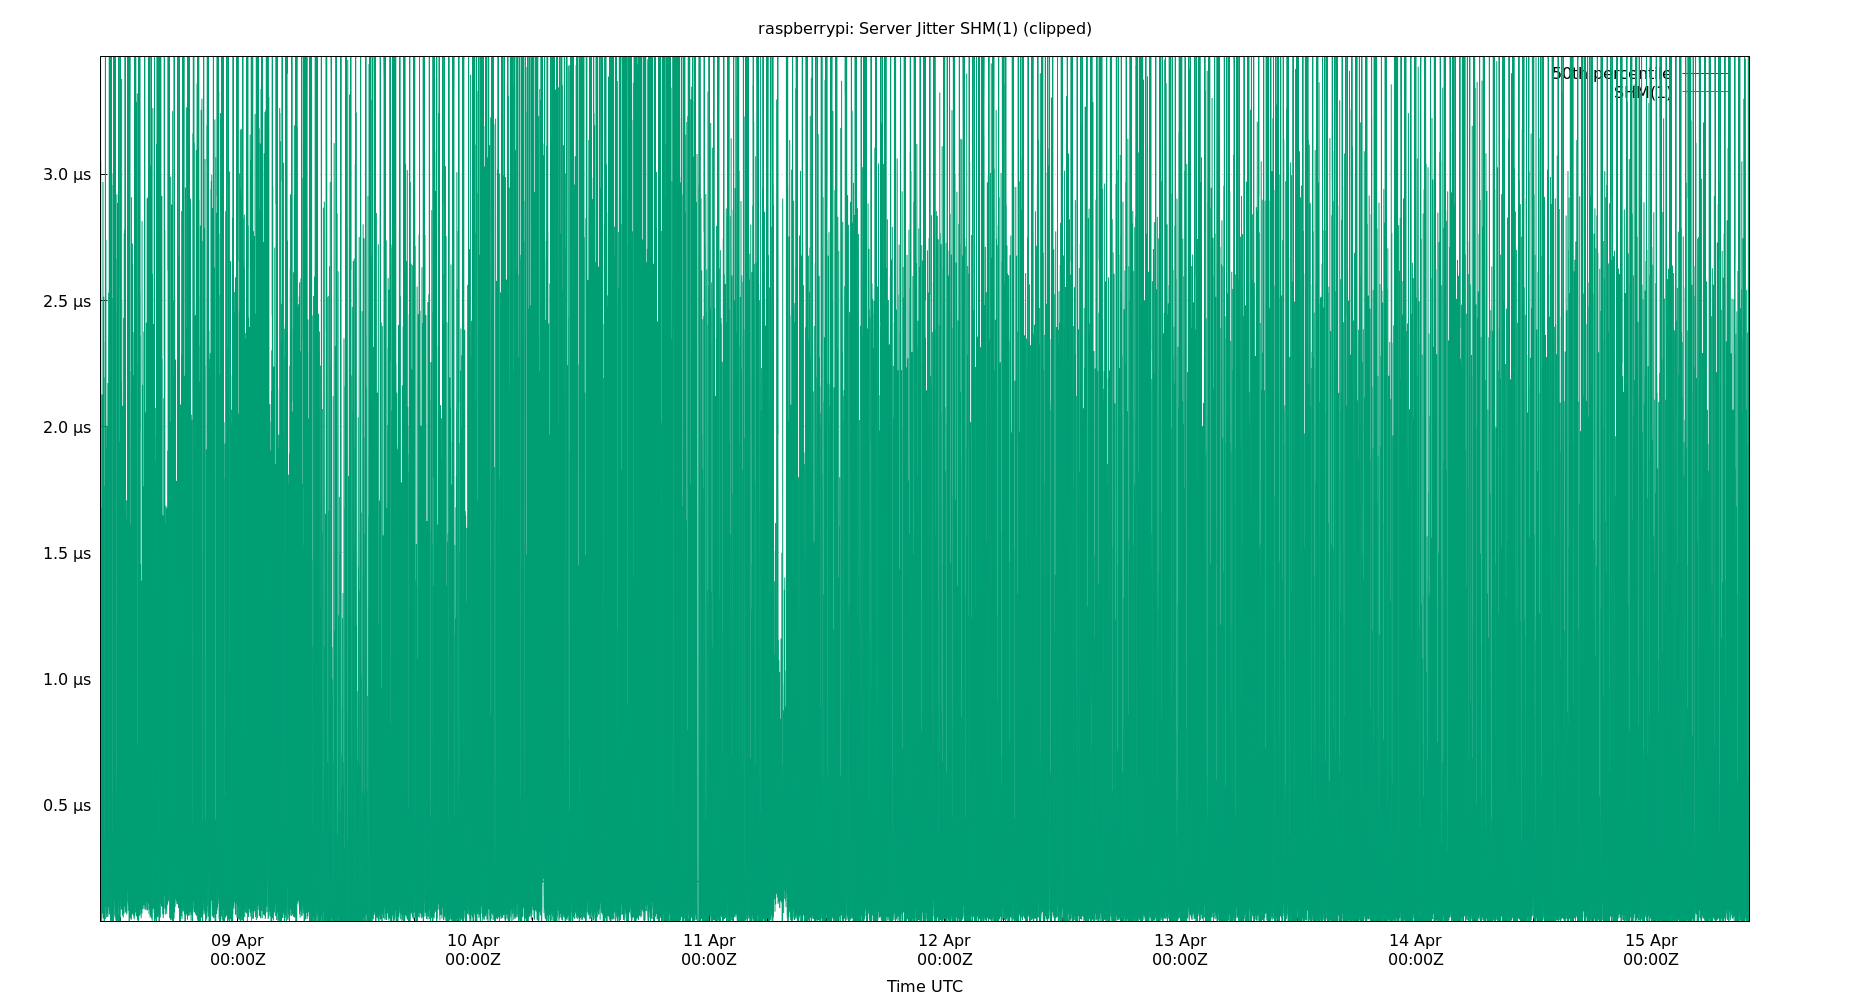 raspberrypi: Server Jitter SHM(1) (clipped)
50th percentile
SHM(1)
3.0 µs
2.5 µs
2.0 µs
1.5 µs
1.0 µs
0.5 µs
09 Apr 10 Apr 11 Apr 12 Apr 13 Apr 14 Apr 15 Apr
00:00Z 00:00Z 00:00Z 00:00Z 00:00Z 00:00Z 00:00Z
Time UTC